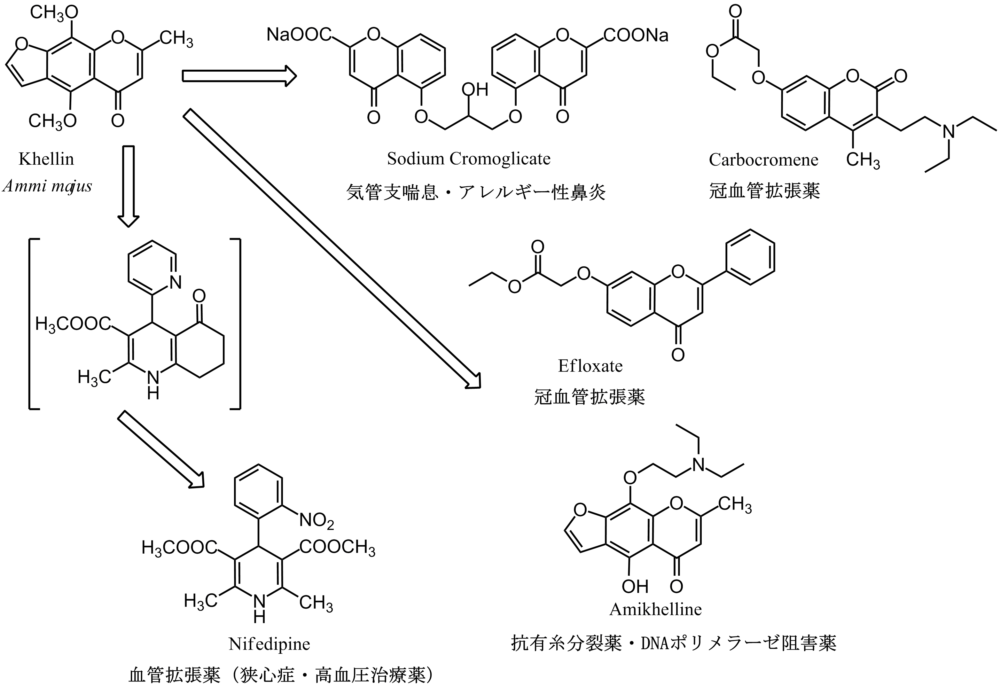 CH3O
O
O
CH3
CH3O
O
Khellin
Ammi majus
NaOOC
O
O
COONa
OH
O
O
O
O
Sodium Cromoglicate
気管支喘息・アレルギー性鼻炎
O
O
O
O
O
N
CH3
Carbocromene
冠血管拡張薬
N
O
H3COOC
H3C
N
H
O
O
O
O
O
Efloxate
冠血管拡張薬
NO2
H3COOC
COOCH3
H3C
N
H
CH3
Nifedipine
血管拡張薬（狭心症・高血圧治療薬）
N
O
O
O
CH3
OH
O
Amikhelline
抗有糸分裂薬・DNAポリメラーゼ阻害薬